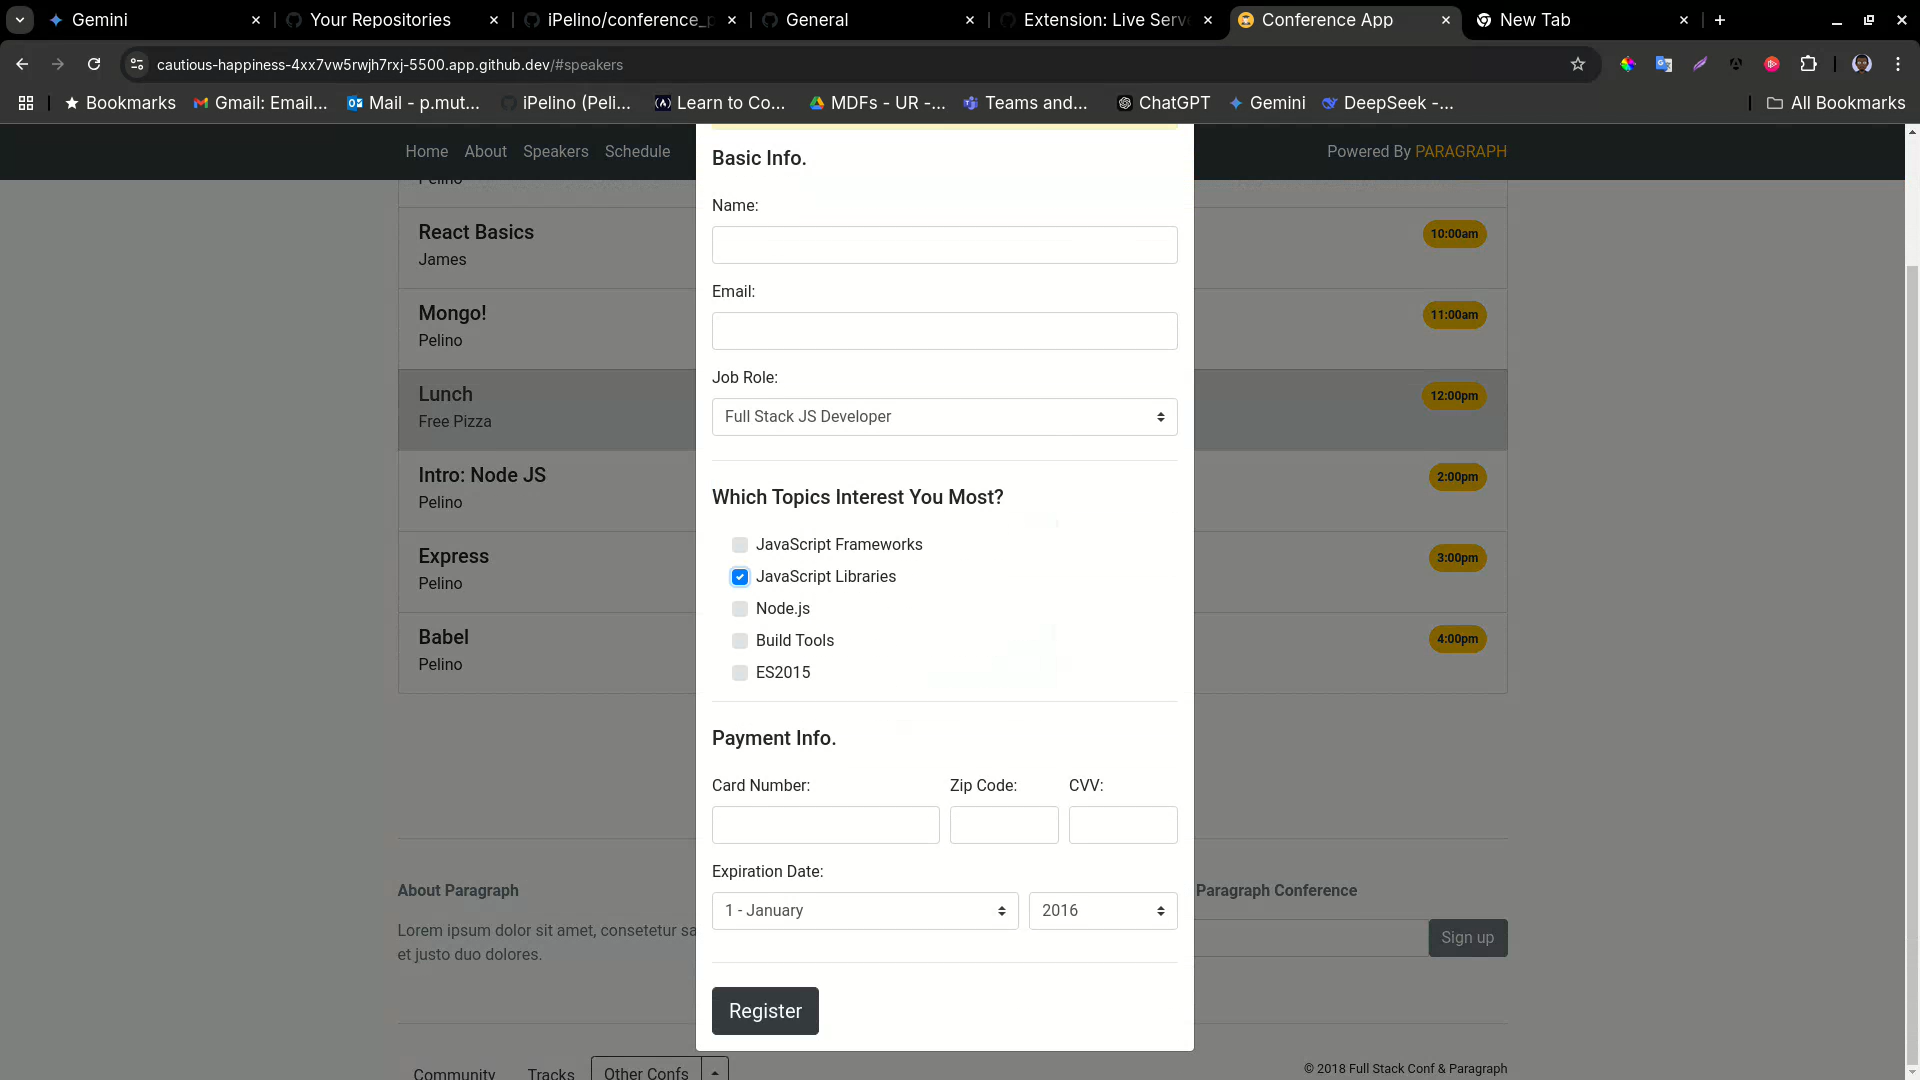 Gemini
Your Repositories
iPelino/conference_p
General
Extension: Live Serve
Conference App
New Tab
cautious-happiness-4xx7vw5rwjh7rxj-5500.app.github.dev/#speakers
Bookmarks
Gmail: Email...
Mail - p.mut...
iPelino (Peli...
Learn to Co...
MDFs - UR -...
Teams and...
ChatGPT
Gemini
DeepSeek -...
All Bookmarks
Home About Speakers Schedule
Powered By PARAGRAPH
Pelino
React Basics
James
10:00am
Mongo!
Pelino
11:00am
Lunch
Free Pizza
12:00pm
Intro: Node JS
Pelino
2:00pm
Express
Pelino
3:00pm
Babel
Pelino
4:00pm
Basic Info.
Name:
Email:
Job Role:
Full Stack JS Developer
Which Topics Interest You Most?
JavaScript Frameworks
JavaScript Libraries
Node.js
Build Tools
ES2015
Payment Info.
Card Number: Zip Code: CVV:
Expiration Date:
1 - January 2016
Register
About Paragraph
Lorem ipsum dolor sit amet, consetetur sa
et justo duo dolores.
Paragraph Conference
Sign up
Community Tracks Other Confs
© 2018 Full Stack Conf & Paragraph